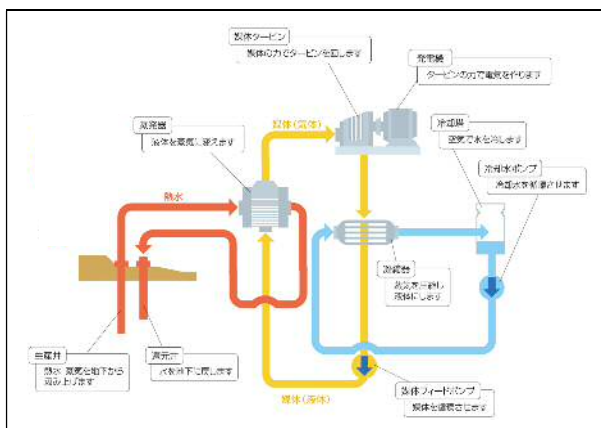 媒体タービン
媒体の力でタービンを回します
発電機
タービンの力で電気を作ります
蒸発器
液体を蒸気に変えます
媒体(気体)
冷却塔
空気で水を冷します
冷却水ポンプ
冷却水を循環させます
熱水
凝縮器
蒸気を圧縮し
液体にします
生産井
熱水・蒸気を地下から
汲み上げます
還元井
水を地下に戻します
媒体(液体)
媒体フィードポンプ
媒体を循環させます